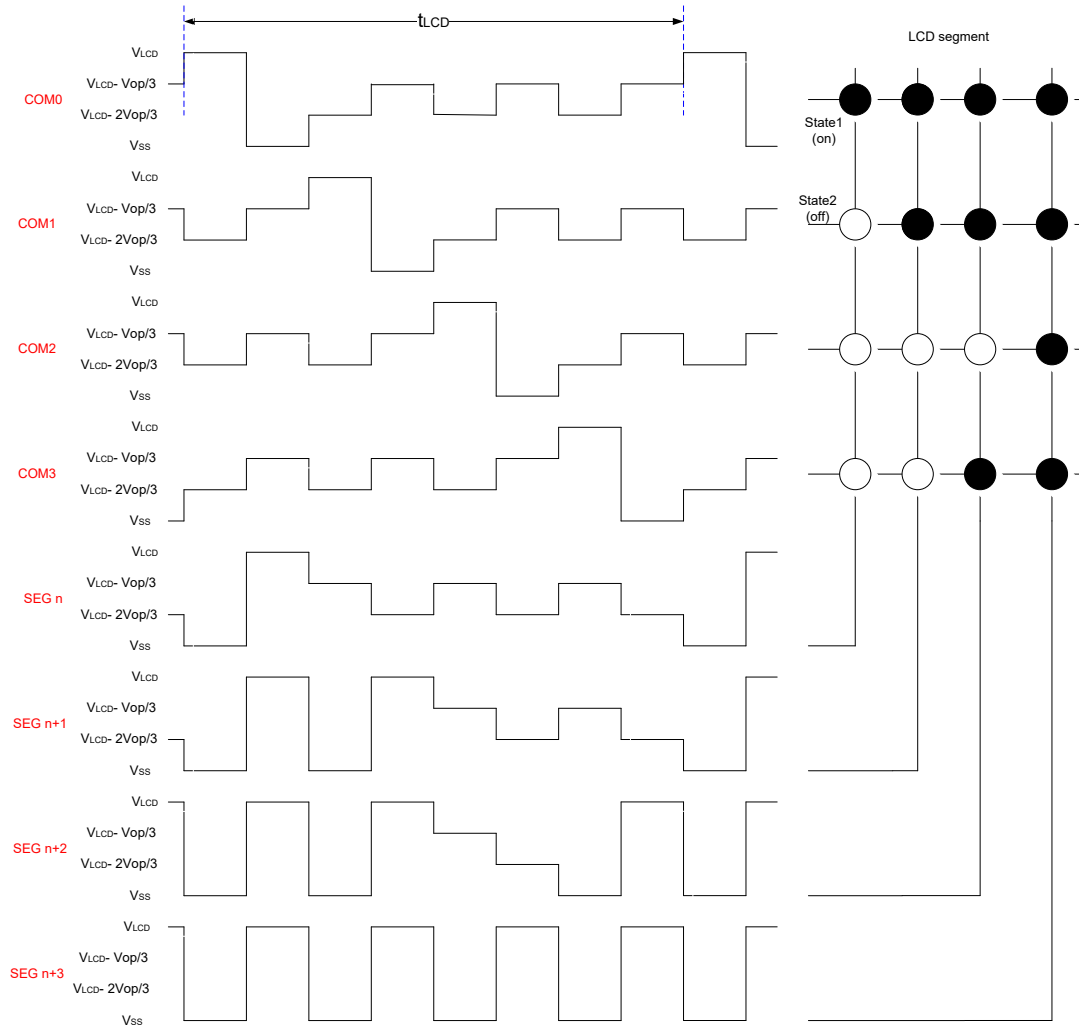 tLCD
LCD segment
COM0
VLCD
VLCD- Vop/3
VLCD- 2Vop/3
VSS
State1
(on)
COM1
VLCD
VLCD- Vop/3
VLCD- 2Vop/3
VSS
State2
(off)
COM2
VLCD
VLCD- Vop/3
VLCD- 2Vop/3
VSS
COM3
VLCD
VLCD- Vop/3
VLCD- 2Vop/3
VSS
SEG n
VLCD
VLCD- Vop/3
VLCD- 2Vop/3
VSS
SEG n+1
VLCD
VLCD- Vop/3
VLCD- 2Vop/3
VSS
SEG n+2
VLCD
VLCD- Vop/3
VLCD- 2Vop/3
VSS
SEG n+3
VLCD
VLCD- Vop/3
VLCD- 2Vop/3
VSS